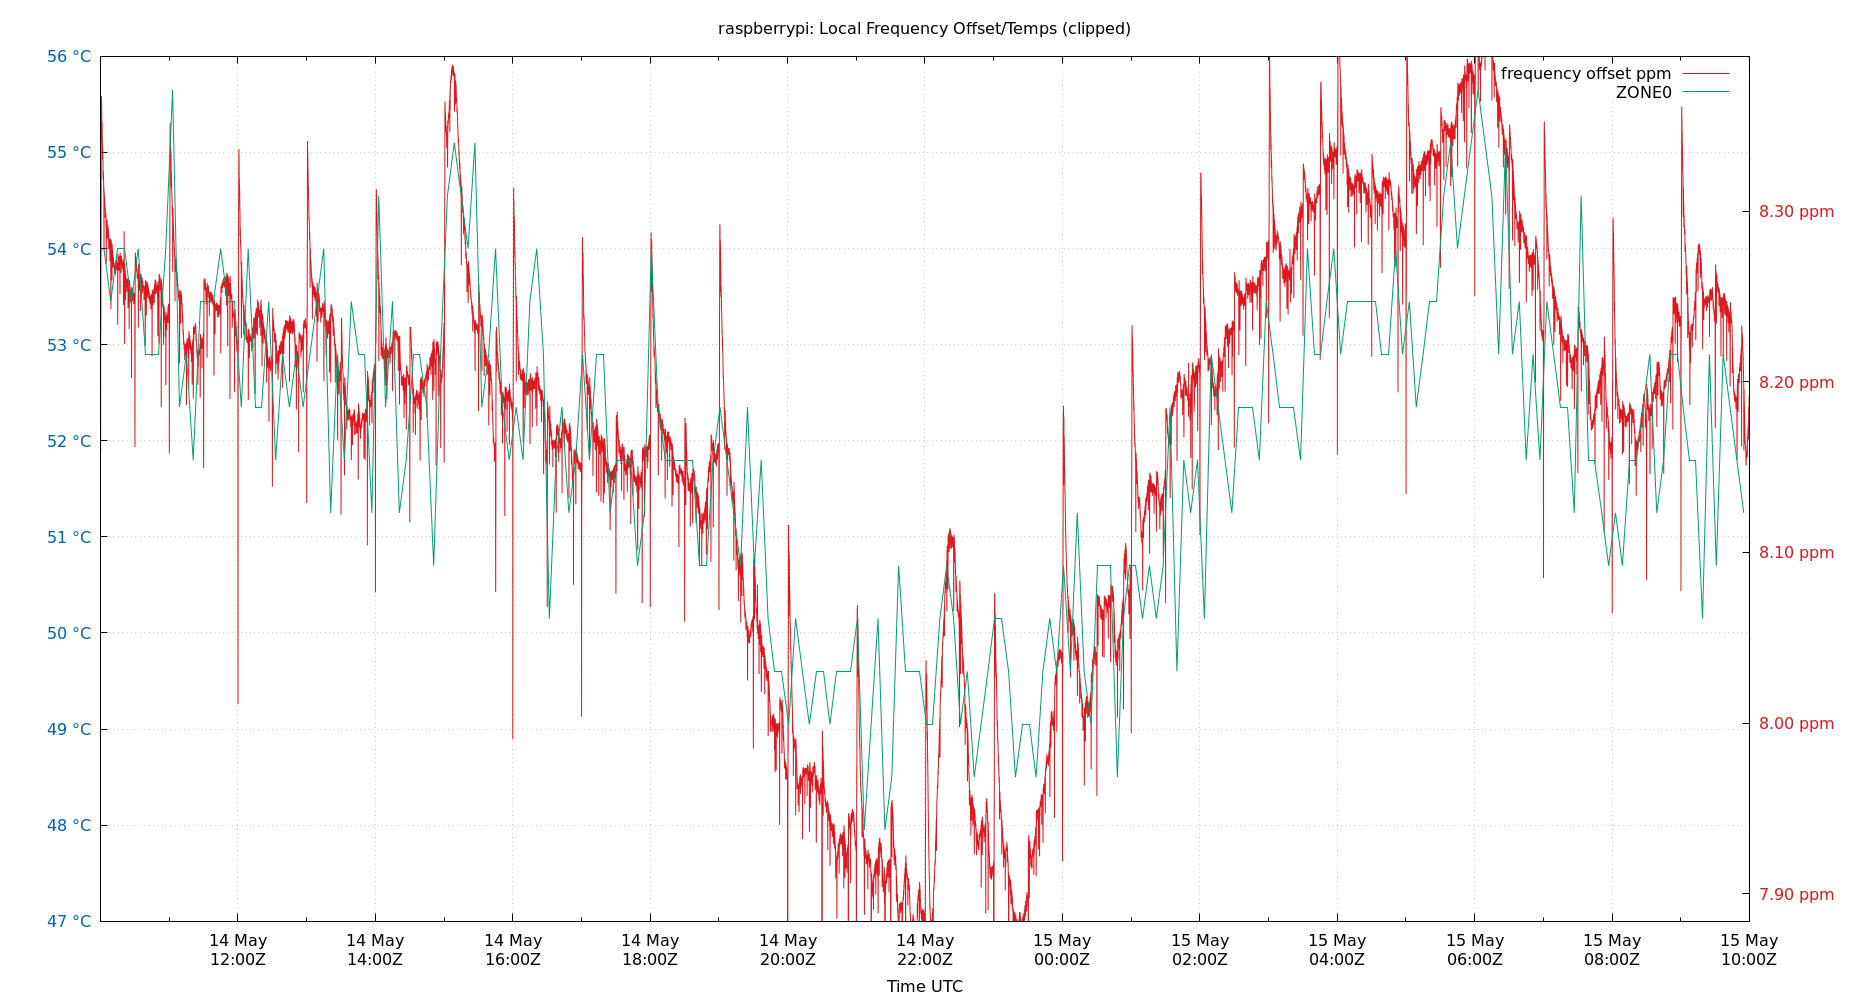 raspberrypi: Local Frequency Offset/Temps (clipped)
frequency offset ppm
ZONE0
56 °C
55 °C
54 °C
53 °C
52 °C
51 °C
50 °C
49 °C
48 °C
47 °C
8.30 ppm
8.20 ppm
8.10 ppm
8.00 ppm
7.90 ppm
14 May
12:00Z
14 May
14:00Z
14 May
16:00Z
14 May
18:00Z
14 May
20:00Z
14 May
22:00Z
15 May
00:00Z
15 May
02:00Z
15 May
04:00Z
15 May
06:00Z
15 May
08:00Z
15 May
10:00Z
Time UTC